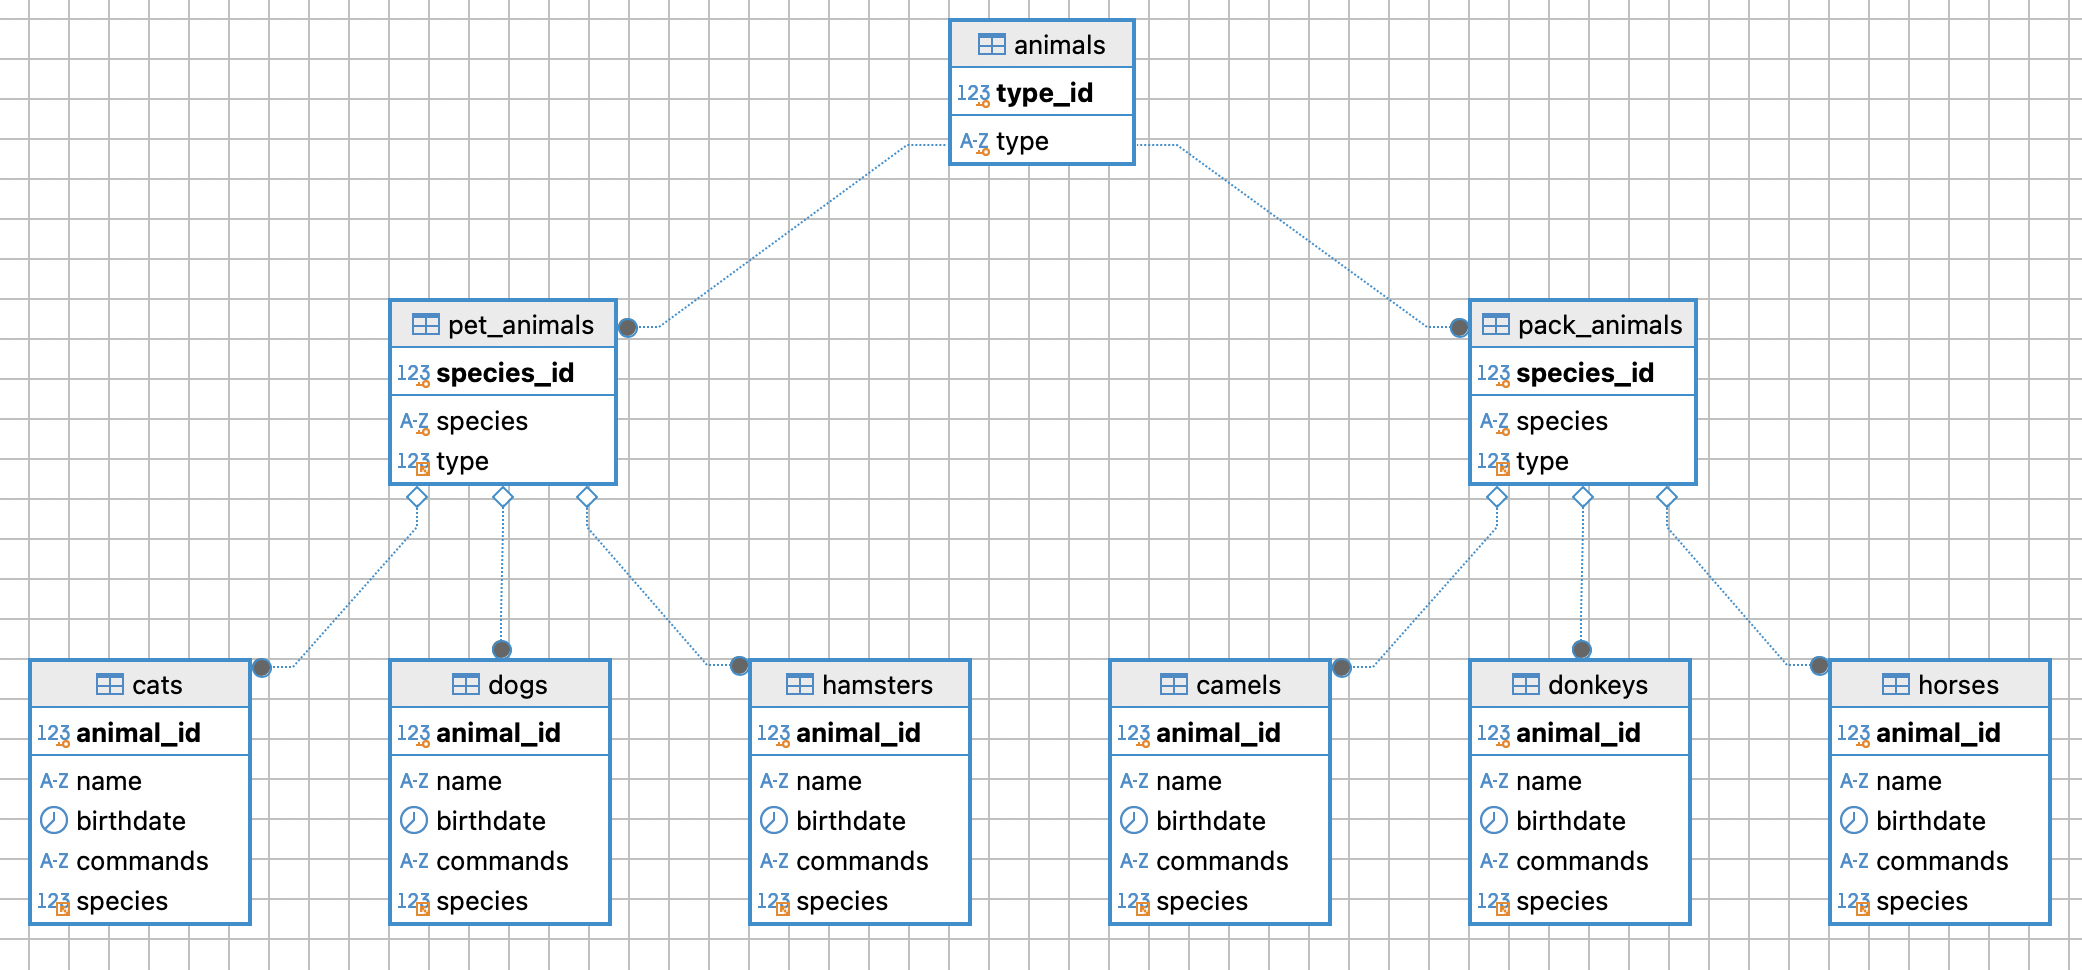 animals
123 type_id
A-Z type
pet_animals
123 species_id
A-Z species
123 type
pack_animals
123 species_id
A-Z species
123 type
cats
123 animal_id
A-Z name
birthdate
A-Z commands
123 species
dogs
123 animal_id
A-Z name
birthdate
A-Z commands
123 species
hamsters
123 animal_id
A-Z name
birthdate
A-Z commands
123 species
camels
123 animal_id
A-Z name
birthdate
A-Z commands
123 species
donkeys
123 animal_id
A-Z name
birthdate
A-Z commands
123 species
horses
123 animal_id
A-Z name
birthdate
A-Z commands
123 species